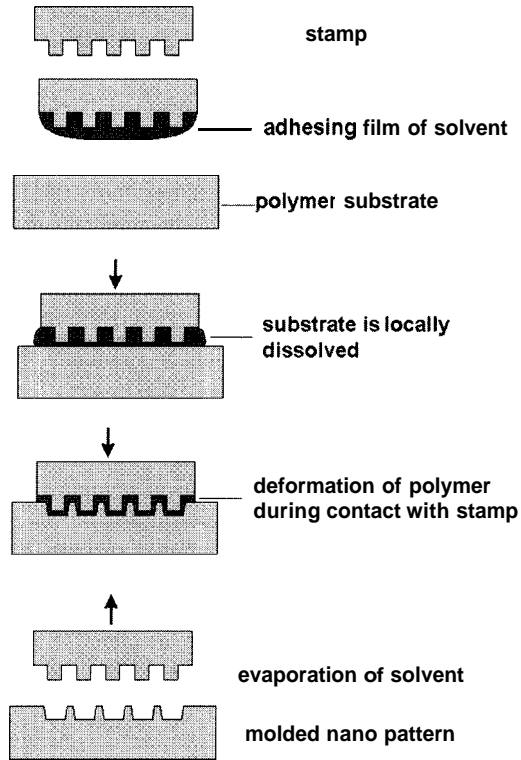 stamp
adhesing film of solvent
polymer substrate
substrate is locally
dissolved
deformation of polymer
during contact with stamp
evaporation of solvent
molded nano pattern